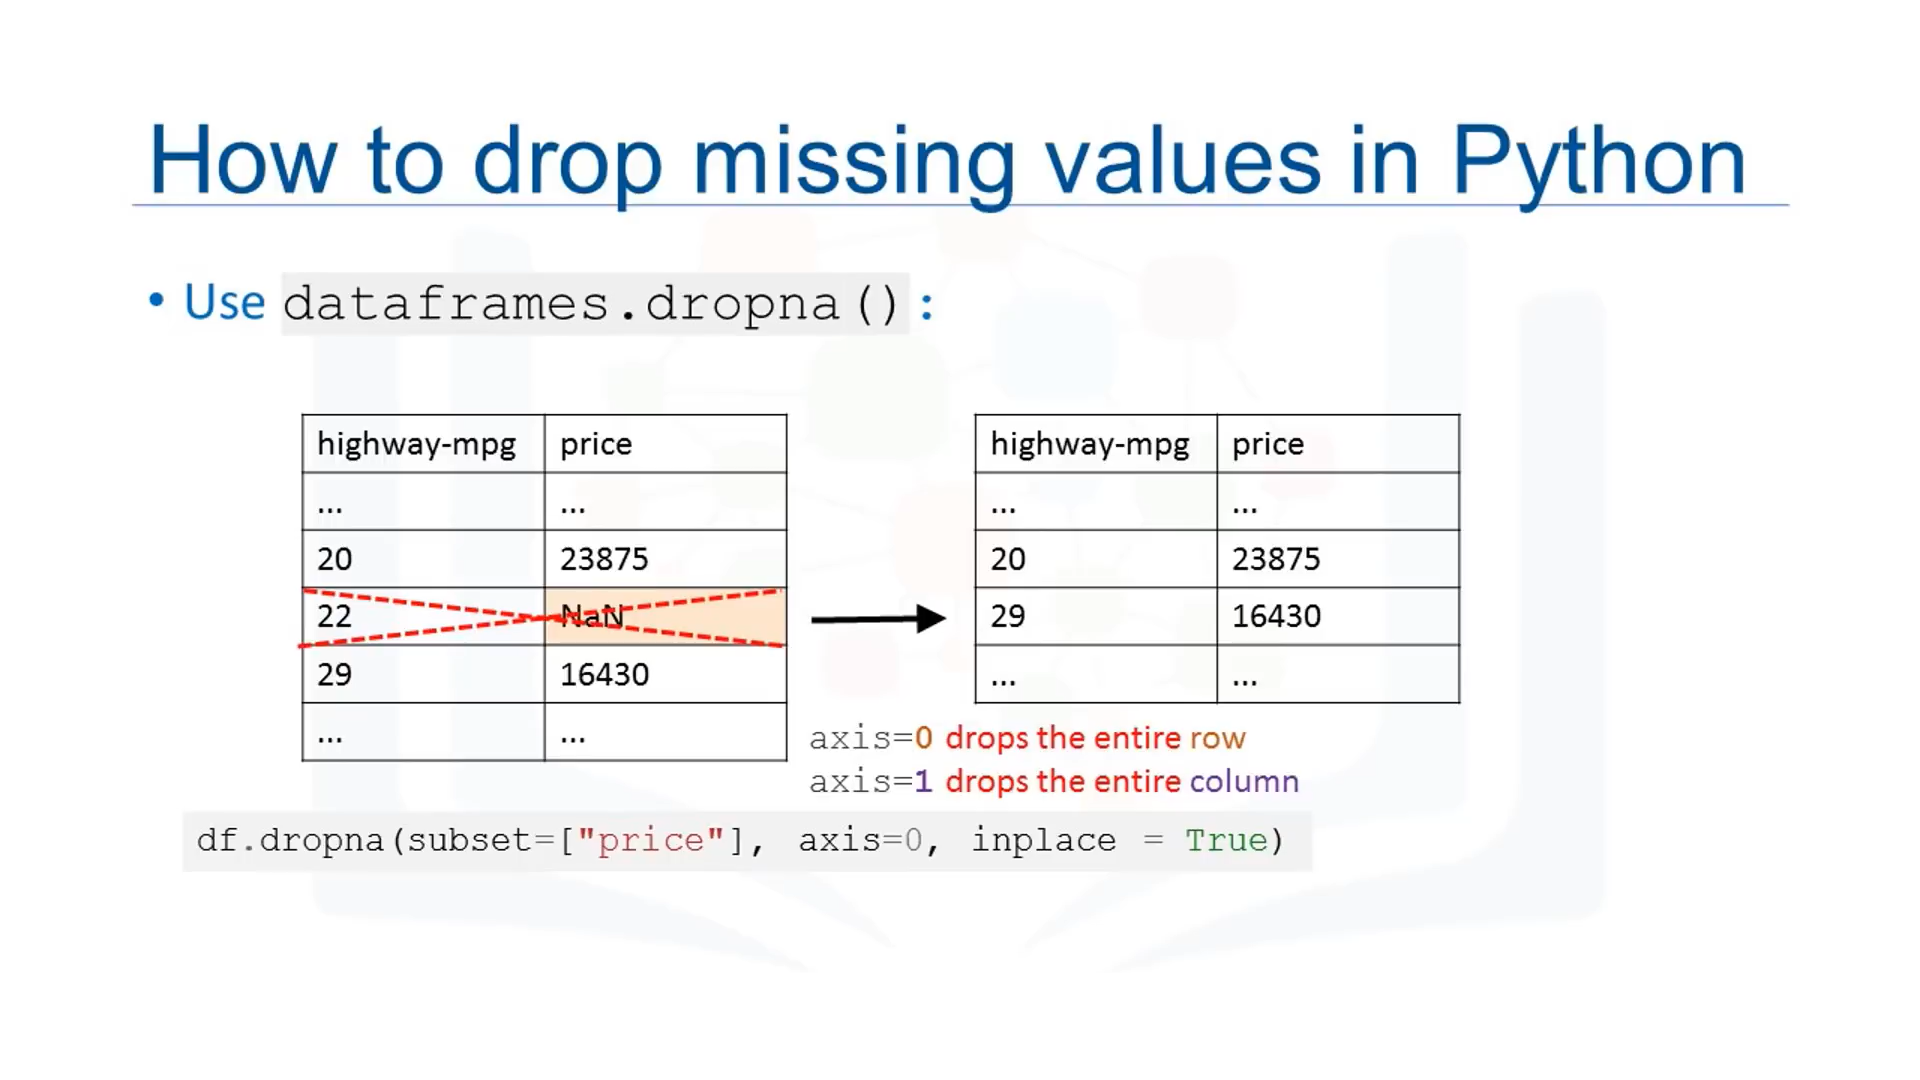 How to drop missing values in Python
• Use dataframes.dropna():
highway-mpg price
... ...
20 23875
22 NaN
29 16430
... ...
highway-mpg price
... ...
20 23875
29 16430
... ...
axis=0 drops the entire row
axis=1 drops the entire column
df.dropna(subset=["price"], axis=0, inplace = True)